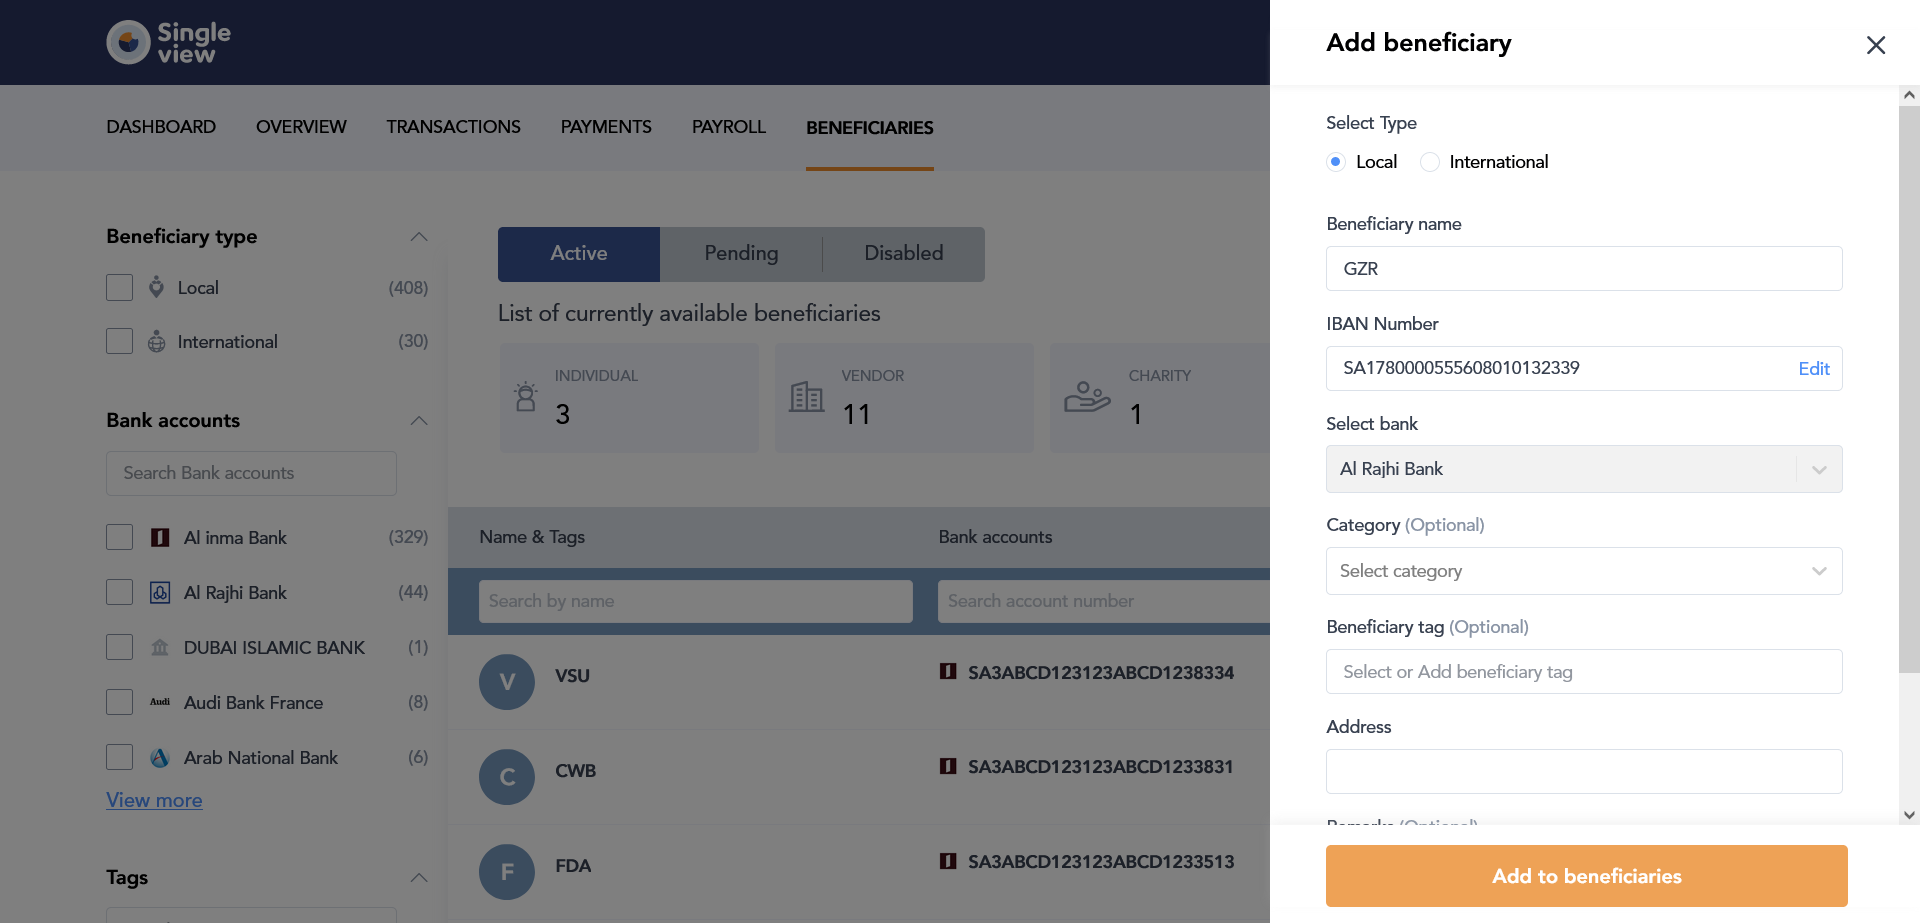 Single
view
DASHBOARD
OVERVIEW
TRANSACTIONS
PAYMENTS
PAYROLL
BENEFICIARIES
Beneficiary type
Local (408)
International (30)
Bank accounts
Search Bank accounts
Al inma Bank (329)
Al Rajhi Bank (44)
DUBAI ISLAMIC BANK (1)
Audi Audi Bank France (8)
Arab National Bank (6)
View more
Tags
Active
Pending
Disabled
List of currently available beneficiaries
INDIVIDUAL
3
VENDOR
11
CHARITY
1
Name & Tags
Bank accounts
Search by name
Search account number
V VSU SA3ABCD123123ABCD1238334
C CWB SA3ABCD123123ABCD1233831
F FDA SA3ABCD123123ABCD1233513
Add beneficiary
Select Type
Local International
Beneficiary name
GZR
IBAN Number
SA1780000555608010132339 Edit
Select bank
Al Rajhi Bank
Category (Optional)
Select category
Beneficiary tag (Optional)
Select or Add beneficiary tag
Address
Remarks (Optional)
Add to beneficiaries